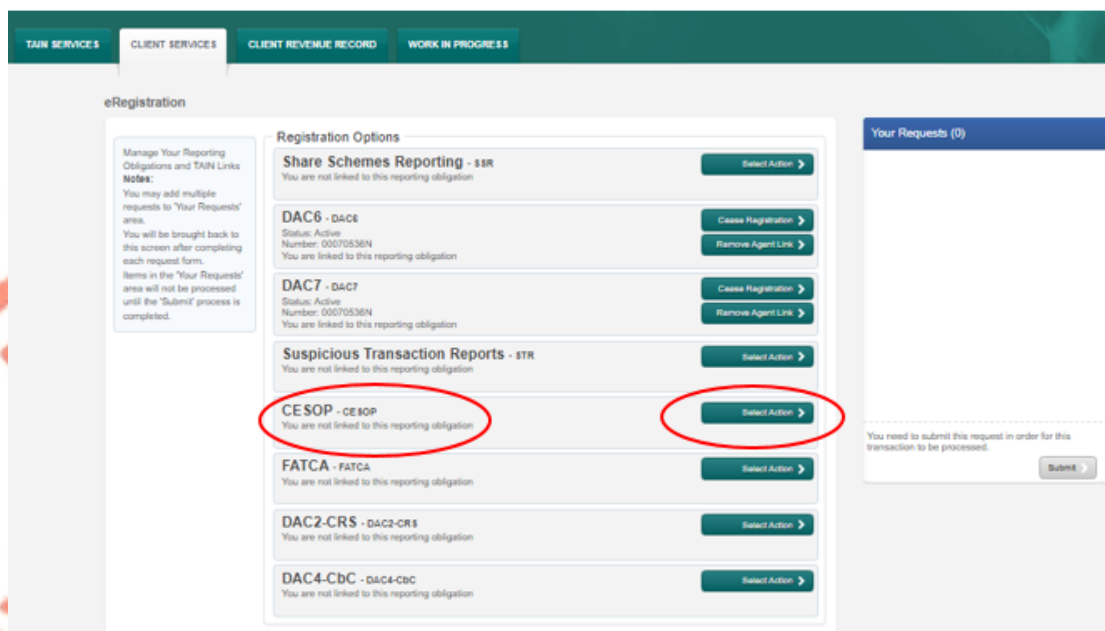 TAIN SERVICES
CLIENT SERVICES
CLIENT REVENUE RECORD
WORK IN PROGRESS
eRegistration
Manage Your Reporting
Obligations and TAIN Links
Notes:
You may add multiple
requests to 'Your Requests'
area.
You will be brought back to
this screen after completing
each request form.
Items in the 'Your Requests'
area will not be processed
until the 'Submit' process is
completed.
Registration Options
Share Schemes Reporting - SSR
You are not linked to this reporting obligation
Select Action
DAC6 - DAC6
Status: Active
Number: 00070536N
You are linked to this reporting obligation
Cease Registration
Remove Agent Link
DAC7 - DAC7
Status: Active
Number: 00070536N
You are linked to this reporting obligation
Cease Registration
Remove Agent Link
Suspicious Transaction Reports - STR
You are not linked to this reporting obligation
Select Action
CESOP - CESOP
You are not linked to this reporting obligation
Select Action
FATCA - FATCA
You are not linked to this reporting obligation
Select Action
DAC2-CRS - DAC2-CRS
You are not linked to this reporting obligation
Select Action
DAC4-CbC - DAC4-CbC
You are not linked to this reporting obligation
Select Action
Your Requests (0)
You need to submit this request in order for this
transaction to be processed.
Submit